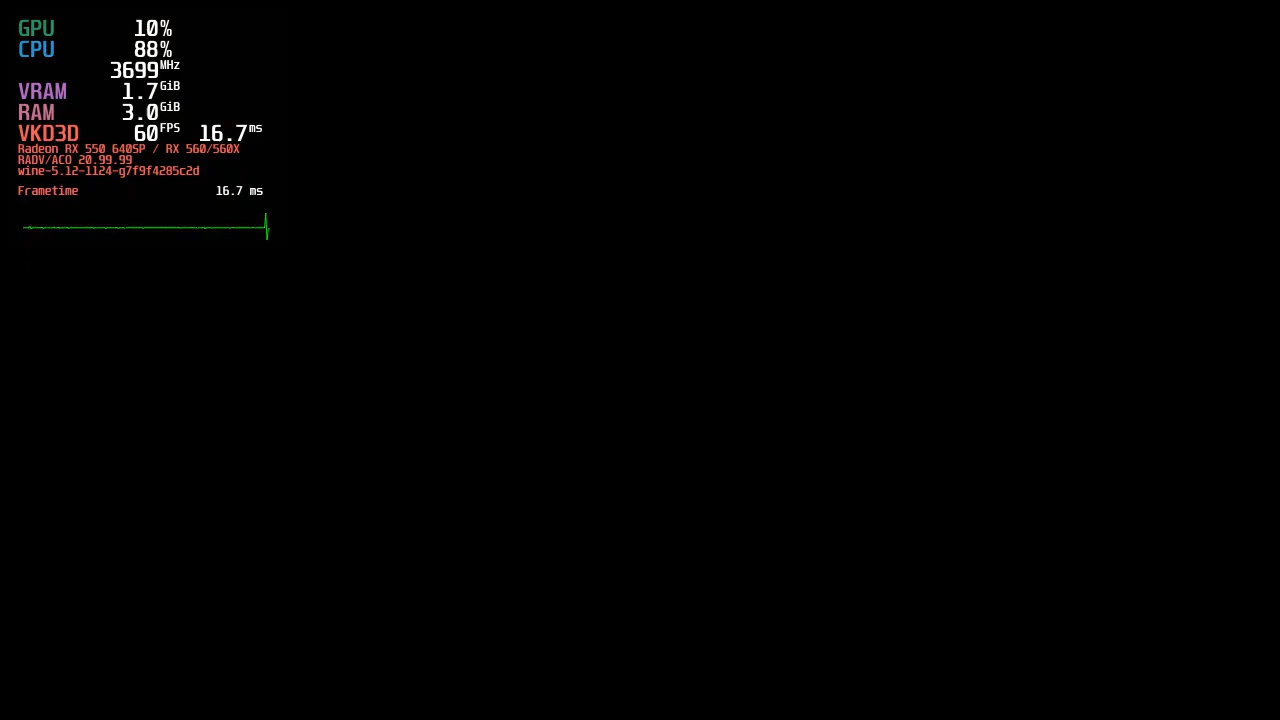 GPU 10%
CPU 88%
3699MHz
VRAM 1.7GiB
RAM 3.0GiB
VKD3D 60FPS 16.7ms
Radeon RX 550 640SP / RX 560/560X
RADV/ACO 20.99.99
wine-5.12-1124-g7f9f4285c2d
Frametime 16.7 ms